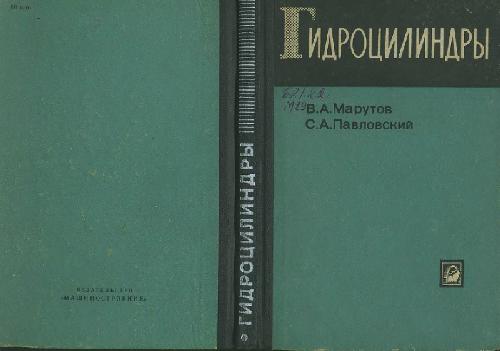 Гидроцилиндры
В.А.Марутов
С.А.Павловский
ГИДРОЦИЛИНДРЫ
ИЗДАТЕЛЬСТВО
«МАШИНОСТРОЕНИЕ»